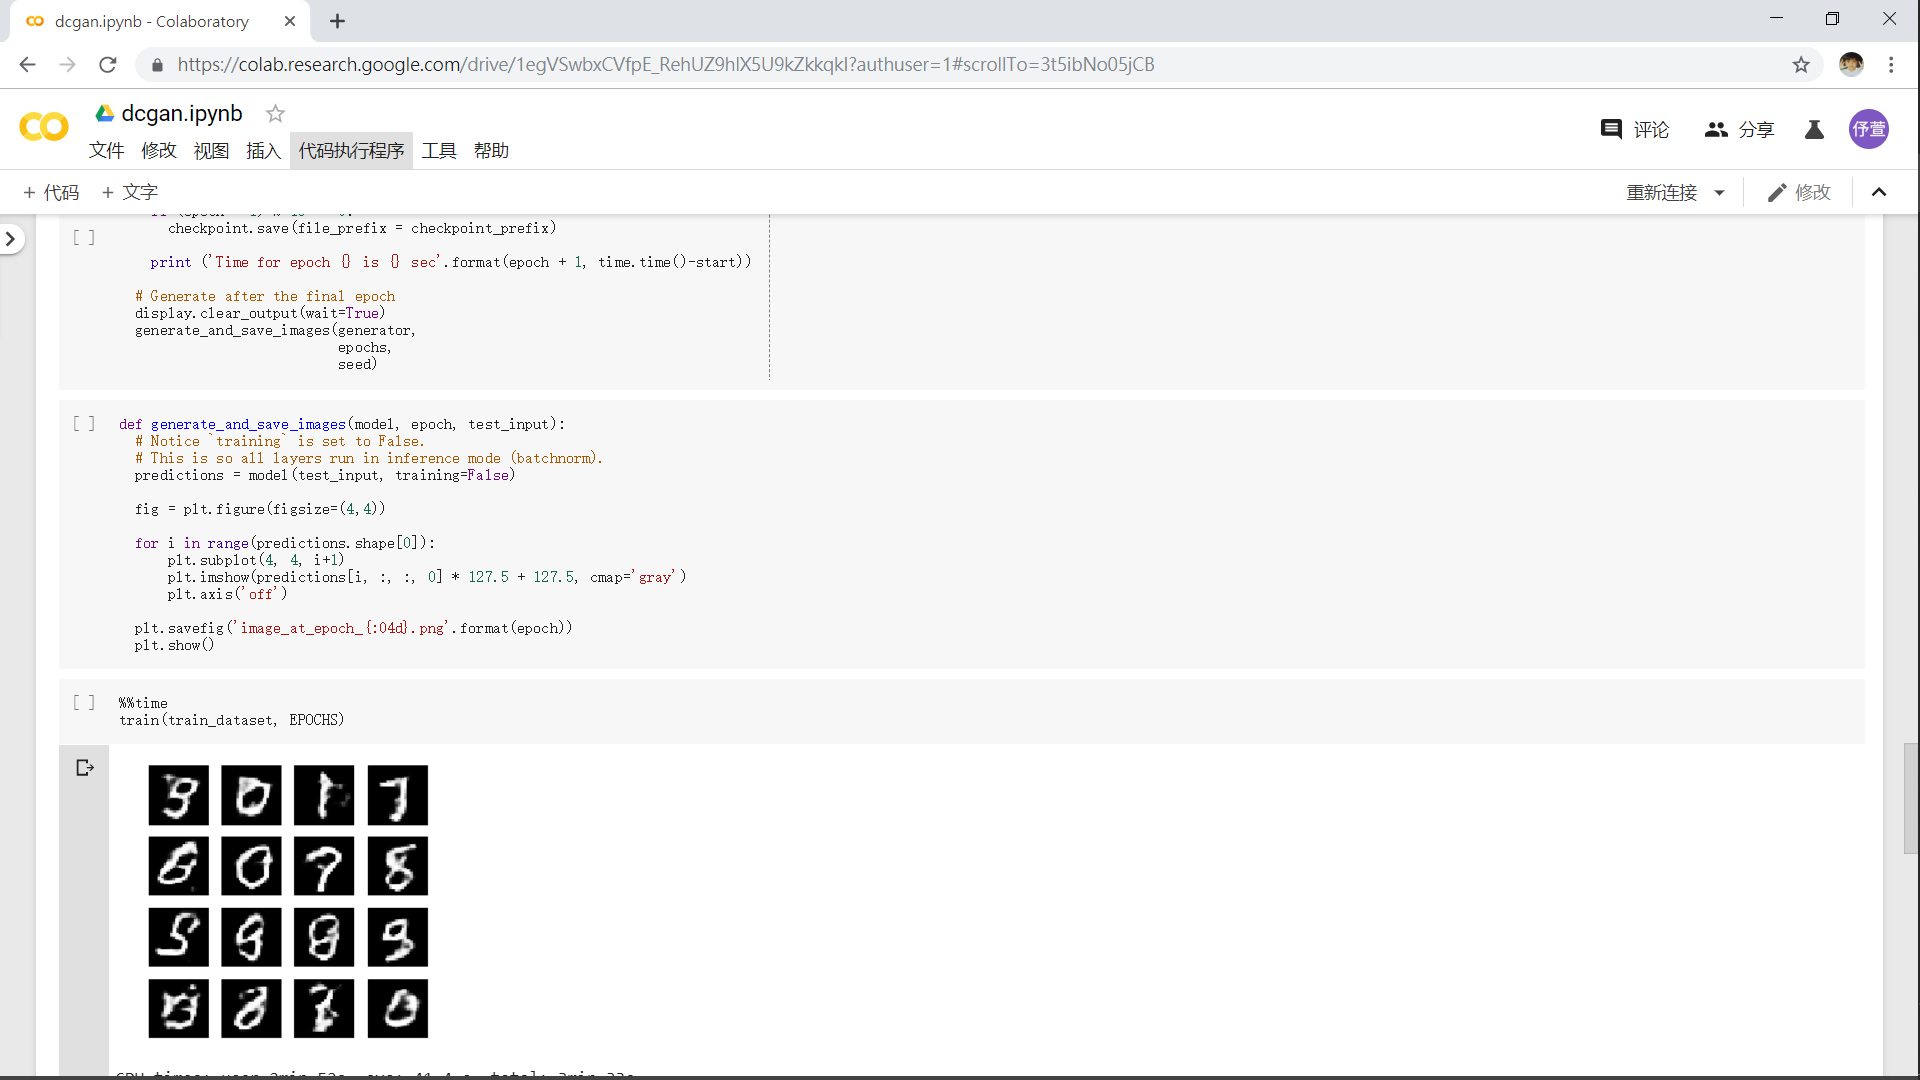 dcgan.ipynb - Colaboratory
https://colab.research.google.com/drive/1egVSwbxCVfpE_RehUZ9hlX5U9kZkkqkI?authuser=1#scrollTo=3t5ibNo05jCB
dcgan.ipynb
评论 分享 伃萱
文件 修改 视图 插入 代码执行程序 工具 帮助
+ 代码 + 文字 重新连接 修改
[ ] checkpoint.save(file_prefix = checkpoint_prefix)
print ('Time for epoch {} is {} sec'.format(epoch + 1, time.time()-start))
# Generate after the final epoch
display.clear_output(wait=True)
generate_and_save_images(generator,
epochs,
seed)
[ ] def generate_and_save_images(model, epoch, test_input):
# Notice `training` is set to False.
# This is so all layers run in inference mode (batchnorm).
predictions = model(test_input, training=False)
fig = plt.figure(figsize=(4,4))
for i in range(predictions.shape[0]):
plt.subplot(4, 4, i+1)
plt.imshow(predictions[i, :, :, 0] * 127.5 + 127.5, cmap='gray')
plt.axis('off')
plt.savefig('image_at_epoch_{:04d}.png'.format(epoch))
plt.show()
[ ] %%time
train(train_dataset, EPOCHS)